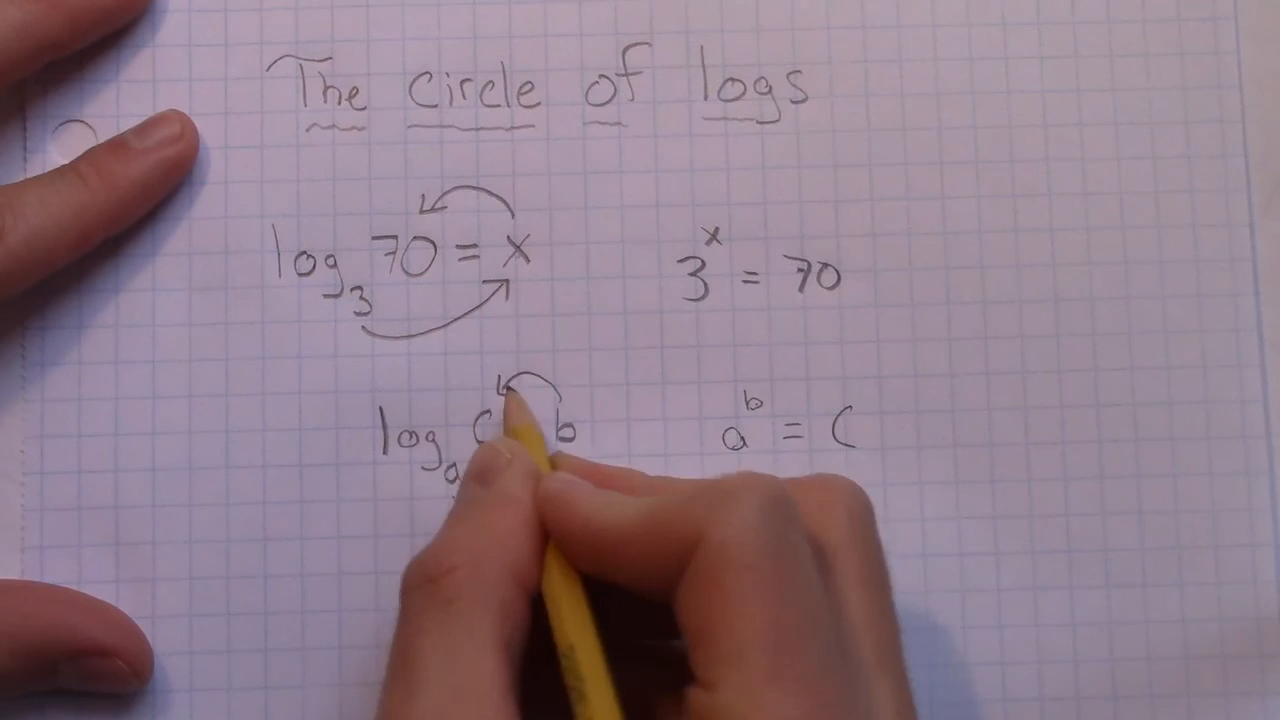 The circle of logs
log₃ 70 = x    3ˣ = 70
logₐ c b    aᵇ = c